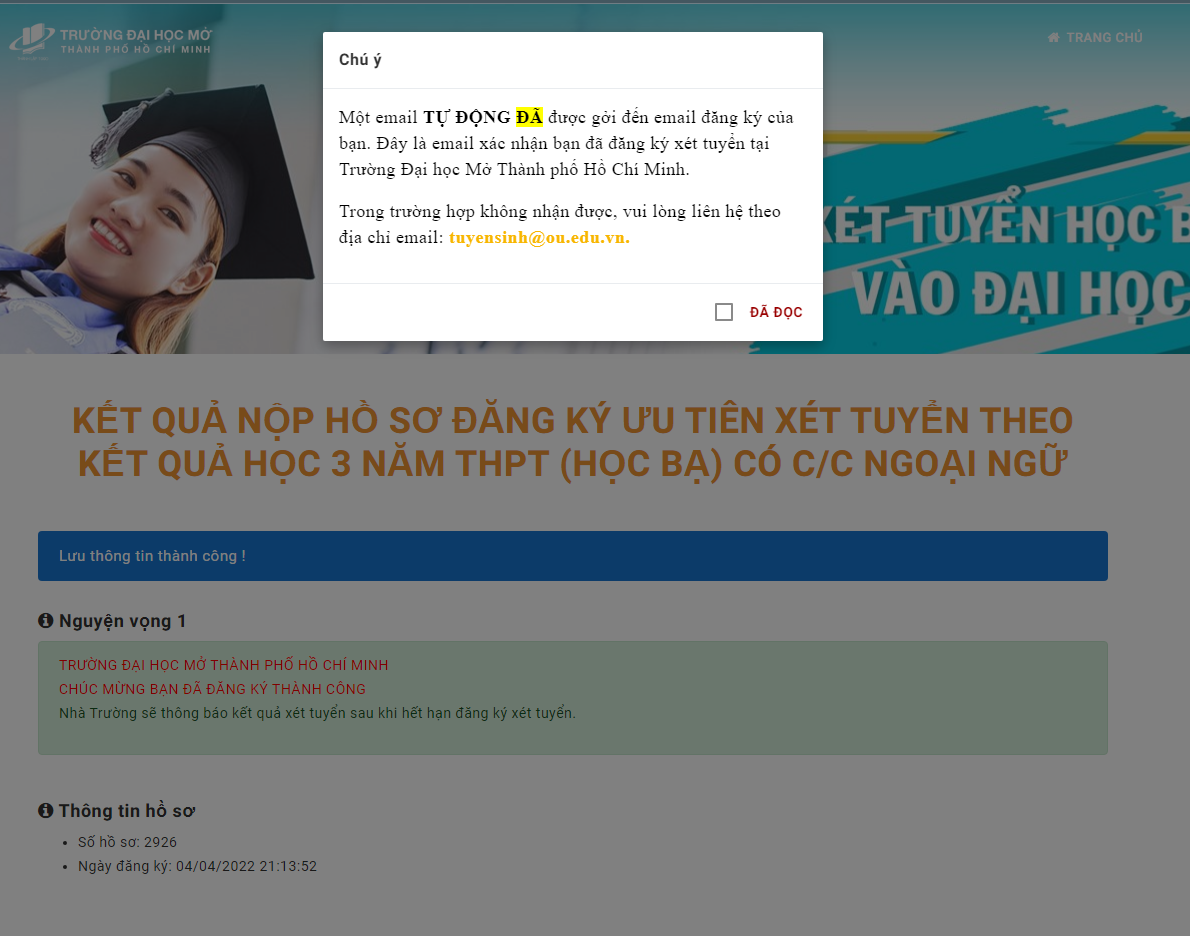 TRƯỜNG ĐẠI HỌC MỞ
THÀNH PHỐ HỒ CHÍ MINH
TRANG CHỦ
Chú ý
Một email TỰ ĐỘNG ĐÃ được gởi đến email đăng ký của
bạn. Đây là email xác nhận bạn đã đăng ký xét tuyển tại
Trường Đại học Mở Thành phố Hồ Chí Minh.
Trong trường hợp không nhận được, vui lòng liên hệ theo
địa chỉ email: tuyensinh@ou.edu.vn.
ĐÃ ĐỌC
XÉT TUYỂN HỌC B
VÀO ĐẠI HỌC
KẾT QUẢ NỘP HỒ SƠ ĐĂNG KÝ ƯU TIÊN XÉT TUYỂN THEO
KẾT QUẢ HỌC 3 NĂM THPT (HỌC BẠ) CÓ C/C NGOẠI NGỮ
Lưu thông tin thành công !
Nguyện vọng 1
TRƯỜNG ĐẠI HỌC MỞ THÀNH PHỐ HỒ CHÍ MINH
CHÚC MỪNG BẠN ĐÃ ĐĂNG KÝ THÀNH CÔNG
Nhà Trường sẽ thông báo kết quả xét tuyển sau khi hết hạn đăng ký xét tuyển.
Thông tin hồ sơ
Số hồ sơ: 2926
Ngày đăng ký: 04/04/2022 21:13:52